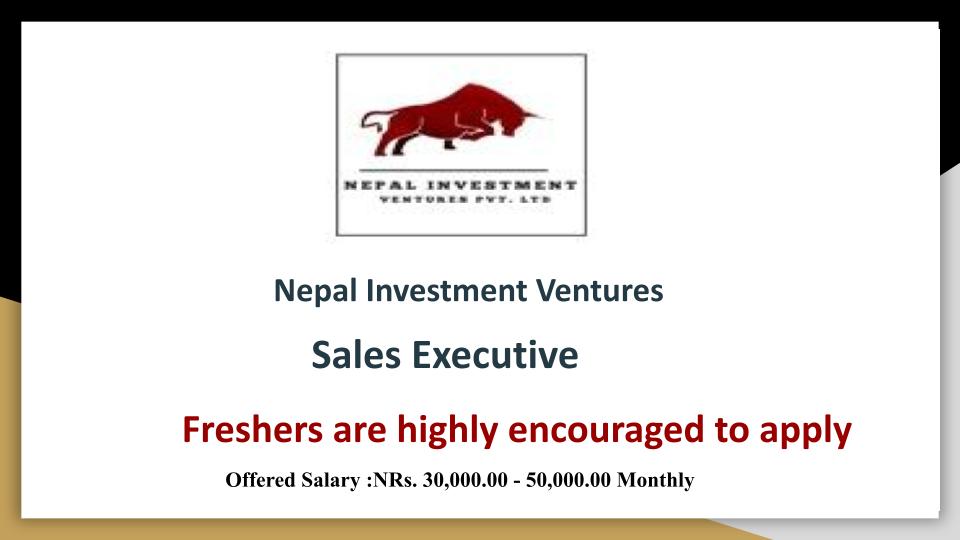 NEPAL INVESTMENT
VENTURES PVT. LTD
Nepal Investment Ventures
Sales Executive
Freshers are highly encouraged to apply
Offered Salary :NRs. 30,000.00 - 50,000.00 Monthly